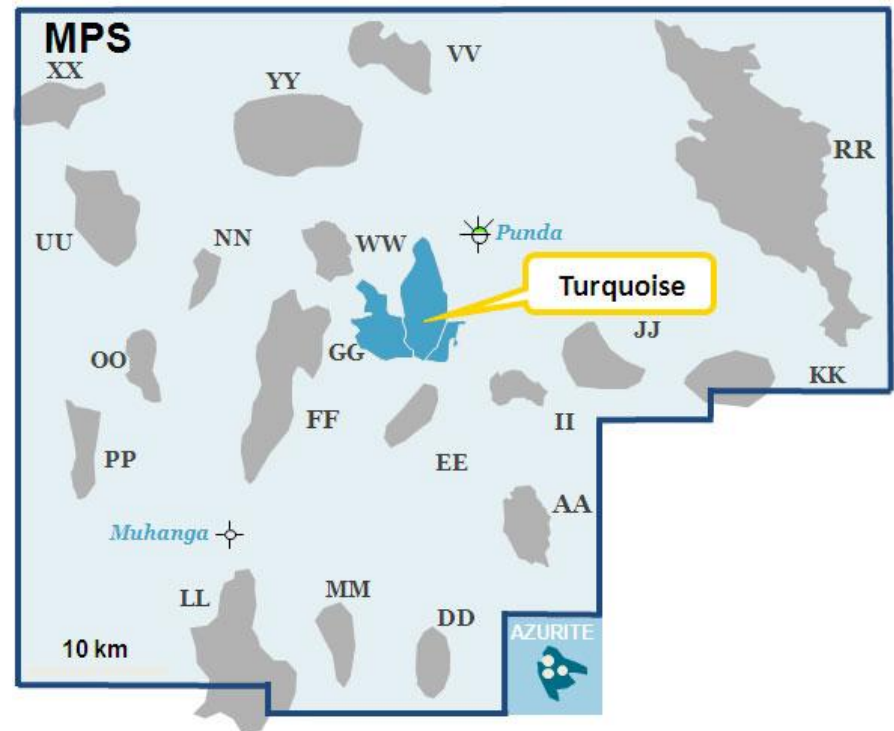 MPS
XX
VV
YY
RR
UU
NN
WW
Punda
Turquoise
OO
GG
JJ
KK
FF
II
PP
EE
AA
Muhanga
LL
MM
DD
AZURITE
10 km